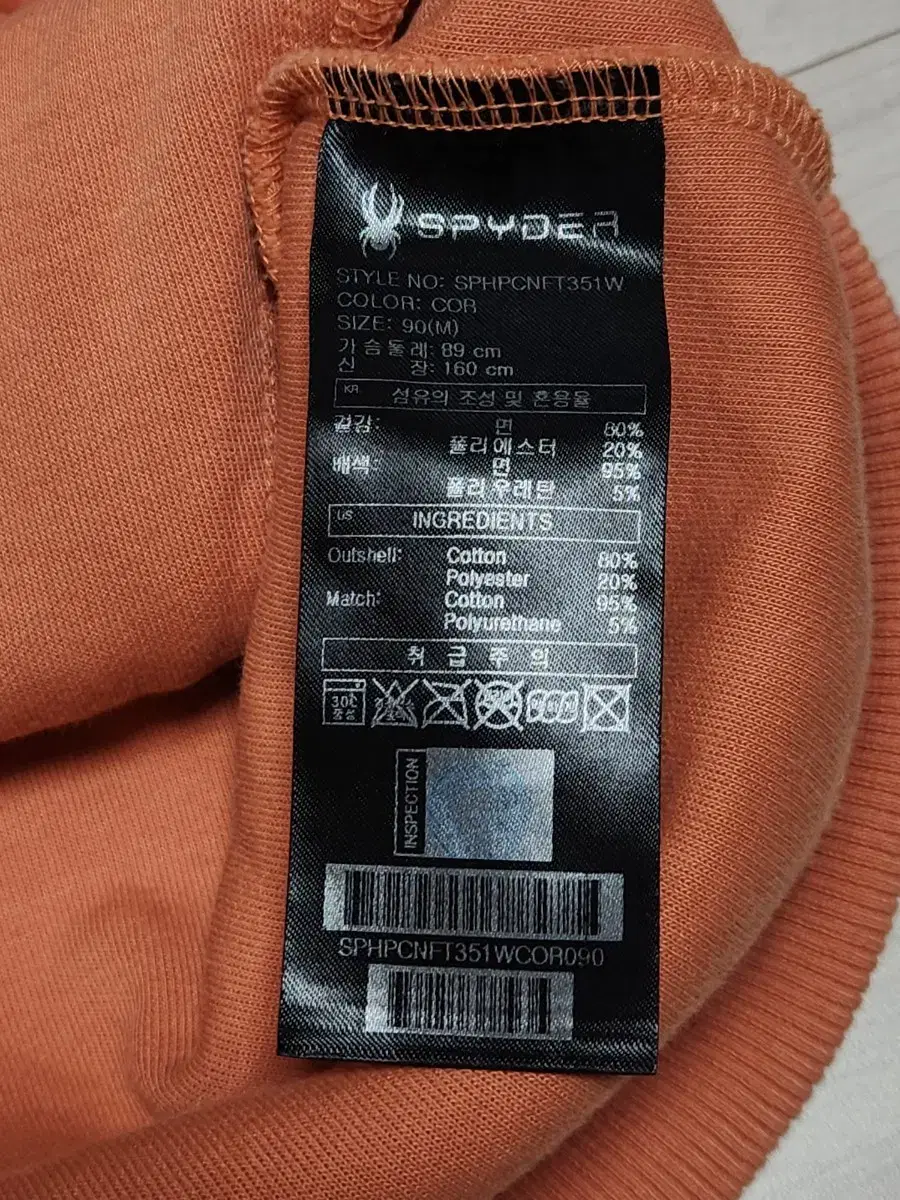 SPYDER
STYLE NO: SPHPCNFT351W
COLOR: COR
SIZE: 90(M)
가 슴 둘 레: 89 cm
신 장: 160 cm
KR 섬유의 조성 및 혼용율
겉감: 면 80%
폴리에스터 20%
배색: 면 95%
폴리우레탄 5%
US INGREDIENTS
Outshell: Cotton 80%
Polyester 20%
Match: Cotton 95%
Polyurethane 5%
취 급 주 의
30℃
중성
INSPECTION
SPHPCNFT351WCOR090